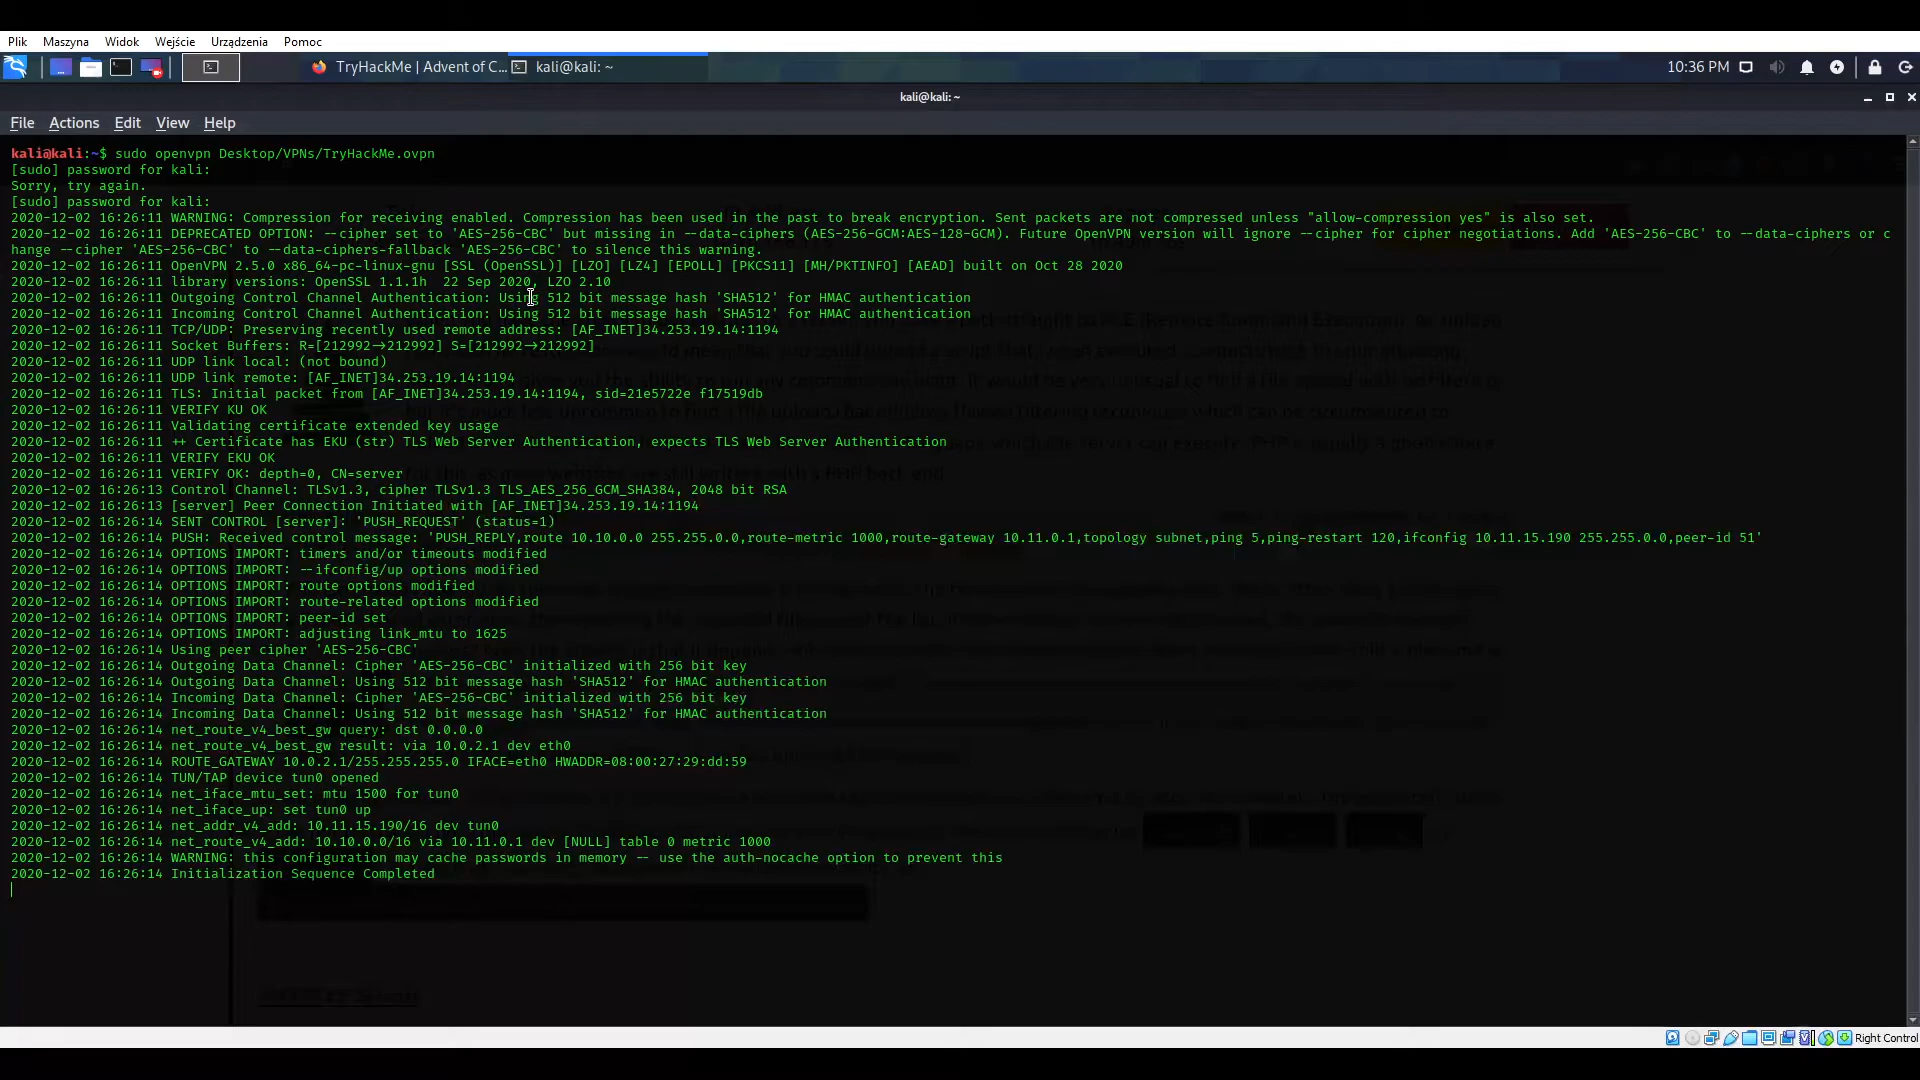 Plik Maszyna Widok Wejście Urządzenia Pomoc
TryHackMe | Advent of C... kali@kali: ~ 10:36 PM
kali@kali: ~
File Actions Edit View Help
kali@kali:~$ sudo openvpn Desktop/VPNs/TryHackMe.ovpn
[sudo] password for kali:
Sorry, try again.
[sudo] password for kali:
2020-12-02 16:26:11 WARNING: Compression for receiving enabled. Compression has been used in the past to break encryption. Sent packets are not compressed unless "allow-compression yes" is also set.
2020-12-02 16:26:11 DEPRECATED OPTION: --cipher set to 'AES-256-CBC' but missing in --data-ciphers (AES-256-GCM:AES-128-GCM). Future OpenVPN version will ignore --cipher for cipher negotiations. Add 'AES-256-CBC' to --data-ciphers or c
hange --cipher 'AES-256-CBC' to --data-ciphers-fallback 'AES-256-CBC' to silence this warning.
2020-12-02 16:26:11 OpenVPN 2.5.0 x86_64-pc-linux-gnu [SSL (OpenSSL)] [LZO] [LZ4] [EPOLL] [PKCS11] [MH/PKTINFO] [AEAD] built on Oct 28 2020
2020-12-02 16:26:11 library versions: OpenSSL 1.1.1h  22 Sep 2020, LZO 2.10
2020-12-02 16:26:11 Outgoing Control Channel Authentication: Using 512 bit message hash 'SHA512' for HMAC authentication
2020-12-02 16:26:11 Incoming Control Channel Authentication: Using 512 bit message hash 'SHA512' for HMAC authentication
2020-12-02 16:26:11 TCP/UDP: Preserving recently used remote address: [AF_INET]34.253.19.14:1194
2020-12-02 16:26:11 Socket Buffers: R=[212992->212992] S=[212992->212992]
2020-12-02 16:26:11 UDP link local: (not bound)
2020-12-02 16:26:11 UDP link remote: [AF_INET]34.253.19.14:1194
2020-12-02 16:26:11 TLS: Initial packet from [AF_INET]34.253.19.14:1194, sid=21e5722e f17519db
2020-12-02 16:26:11 VERIFY KU OK
2020-12-02 16:26:11 Validating certificate extended key usage
2020-12-02 16:26:11 ++ Certificate has EKU (str) TLS Web Server Authentication, expects TLS Web Server Authentication
2020-12-02 16:26:11 VERIFY EKU OK
2020-12-02 16:26:11 VERIFY OK: depth=0, CN=server
2020-12-02 16:26:13 Control Channel: TLSv1.3, cipher TLSv1.3 TLS_AES_256_GCM_SHA384, 2048 bit RSA
2020-12-02 16:26:13 [server] Peer Connection Initiated with [AF_INET]34.253.19.14:1194
2020-12-02 16:26:14 SENT CONTROL [server]: 'PUSH_REQUEST' (status=1)
2020-12-02 16:26:14 PUSH: Received control message: 'PUSH_REPLY,route 10.10.0.0 255.255.0.0,route-metric 1000,route-gateway 10.11.0.1,topology subnet,ping 5,ping-restart 120,ifconfig 10.11.15.190 255.255.0.0,peer-id 51'
2020-12-02 16:26:14 OPTIONS IMPORT: timers and/or timeouts modified
2020-12-02 16:26:14 OPTIONS IMPORT: --ifconfig/up options modified
2020-12-02 16:26:14 OPTIONS IMPORT: route options modified
2020-12-02 16:26:14 OPTIONS IMPORT: route-related options modified
2020-12-02 16:26:14 OPTIONS IMPORT: peer-id set
2020-12-02 16:26:14 OPTIONS IMPORT: adjusting link_mtu to 1625
2020-12-02 16:26:14 Using peer cipher 'AES-256-CBC'
2020-12-02 16:26:14 Outgoing Data Channel: Cipher 'AES-256-CBC' initialized with 256 bit key
2020-12-02 16:26:14 Outgoing Data Channel: Using 512 bit message hash 'SHA512' for HMAC authentication
2020-12-02 16:26:14 Incoming Data Channel: Cipher 'AES-256-CBC' initialized with 256 bit key
2020-12-02 16:26:14 Incoming Data Channel: Using 512 bit message hash 'SHA512' for HMAC authentication
2020-12-02 16:26:14 net_route_v4_best_gw query: dst 0.0.0.0
2020-12-02 16:26:14 net_route_v4_best_gw result: via 10.0.2.1 dev eth0
2020-12-02 16:26:14 ROUTE_GATEWAY 10.0.2.1/255.255.255.0 IFACE=eth0 HWADDR=08:00:27:29:dd:59
2020-12-02 16:26:14 TUN/TAP device tun0 opened
2020-12-02 16:26:14 net_iface_mtu_set: mtu 1500 for tun0
2020-12-02 16:26:14 net_iface_up: set tun0 up
2020-12-02 16:26:14 net_addr_v4_add: 10.11.15.190/16 dev tun0
2020-12-02 16:26:14 net_route_v4_add: 10.10.0.0/16 via 10.11.0.1 dev [NULL] table 0 metric 1000
2020-12-02 16:26:14 WARNING: this configuration may cache passwords in memory -- use the auth-nocache option to prevent this
2020-12-02 16:26:14 Initialization Sequence Completed
Right Control